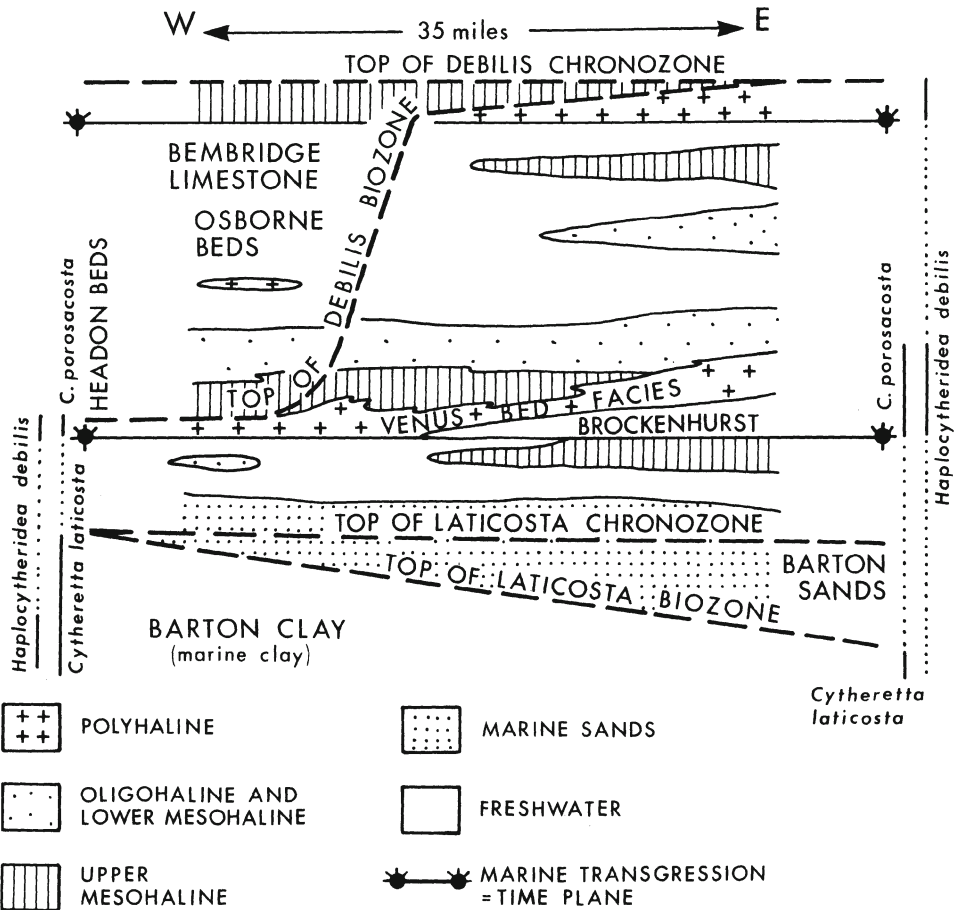 W
35 miles
E
TOP OF DEBILIS CHRONOZONE
BEMBRIDGE
LIMESTONE
OSBORNE
BEDS
TOP OF DEBILIS BIOZONE
C. porosacosta
HEADON BEDS
C. porosacosta
Haplocytheridea debilis
VENUS BED FACIES
BROCKENHURST
Haplocytheridea debilis
Cytheretta laticosta
TOP OF LATICOSTA CHRONOZONE
TOP OF LATICOSTA BIOZONE
BARTON
SANDS
BARTON CLAY
(marine clay)
Cytheretta
laticosta
POLYHALINE
MARINE SANDS
OLIGOHALINE AND
LOWER MESOHALINE
FRESHWATER
UPPER
MESOHALINE
MARINE TRANSGRESSION
= TIME PLANE